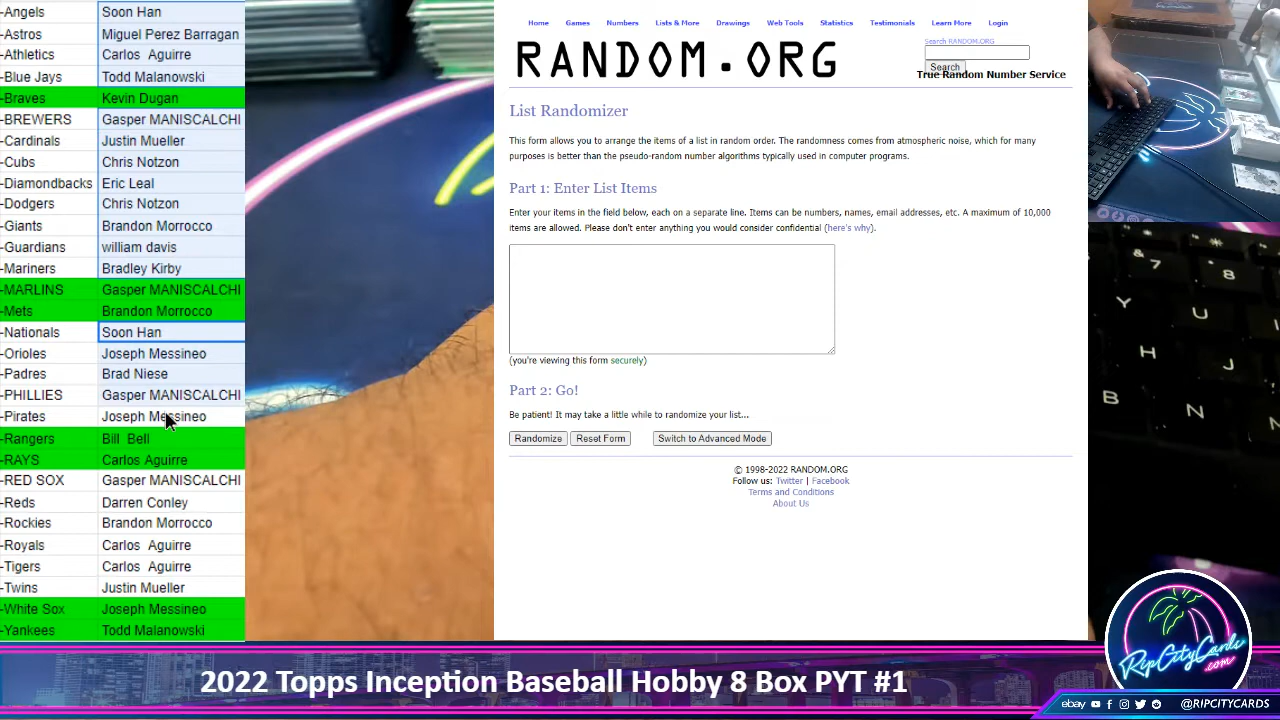 -Angels Soon Han
-Astros Miguel Perez Barragan
-Athletics Carlos Aguirre
-Blue Jays Todd Malanowski
-Braves Kevin Dugan
-BREWERS Gasper MANISCALCHI
-Cardinals Justin Mueller
-Cubs Chris Notzon
-Diamondbacks Eric Leal
-Dodgers Chris Notzon
-Giants Brandon Morrocco
-Guardians william davis
-Mariners Bradley Kirby
-MARLINS Gasper MANISCALCHI
-Mets Brandon Morrocco
-Nationals Soon Han
-Orioles Joseph Messineo
-Padres Brad Niese
-PHILLIES Gasper MANISCALCHI
-Pirates Joseph Messineo
-Rangers Bill Bell
-RAYS Carlos Aguirre
-RED SOX Gasper MANISCALCHI
-Reds Darren Conley
-Rockies Brandon Morrocco
-Royals Carlos Aguirre
-Tigers Carlos Aguirre
-Twins Justin Mueller
-White Sox Joseph Messineo
-Yankees Todd Malanowski
Home Games Numbers Lists & More Drawings Web Tools Statistics Testimonials Learn More Login
RANDOM.ORG
Search RANDOM.ORG
Search
True Random Number Service
List Randomizer
This form allows you to arrange the items of a list in random order. The randomness comes from atmospheric noise, which for many
purposes is better than the pseudo-random number algorithms typically used in computer programs.
Part 1: Enter List Items
Enter your items in the field below, each on a separate line. Items can be numbers, names, email addresses, etc. A maximum of 10,000
items are allowed. Please don't enter anything you would consider confidential (here's why).
(you're viewing this form securely)
Part 2: Go!
Be patient! It may take a little while to randomize your list...
Randomize Reset Form Switch to Advanced Mode
© 1998-2022 RANDOM.ORG
Follow us: Twitter | Facebook
Terms and Conditions
About Us
& 7 * 8
Y U
H J
B N
2022 Topps Inception Baseball Hobby 8 Box PYT #1
RipCityCards
.com
ebay @RIPCITYCARDS